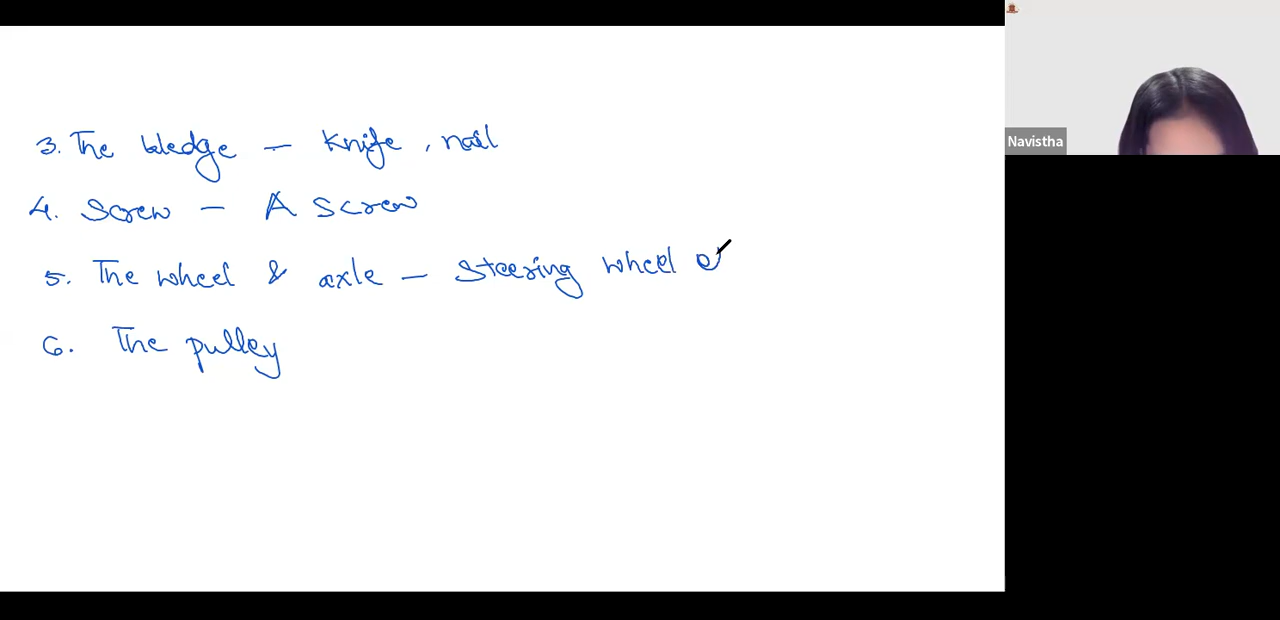 3. The Wedge - Knife, nail
4. Screw - A screw
5. The wheel & axle - Steering wheel o
6. The pulley
Navistha